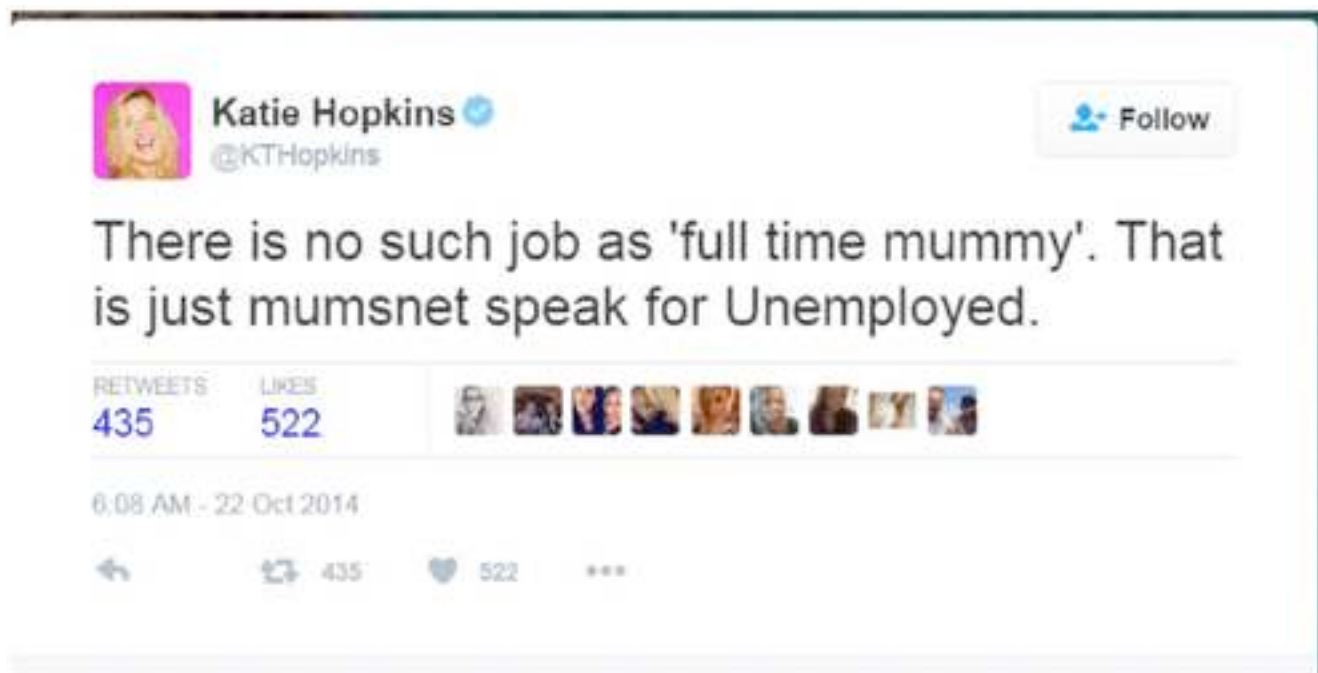 Katie Hopkins
@KTHopkins
Follow
There is no such job as 'full time mummy'. That
is just mumsnet speak for Unemployed.
RETWEETS LIKES
435 522
6:08 AM - 22 Oct 2014
435 522